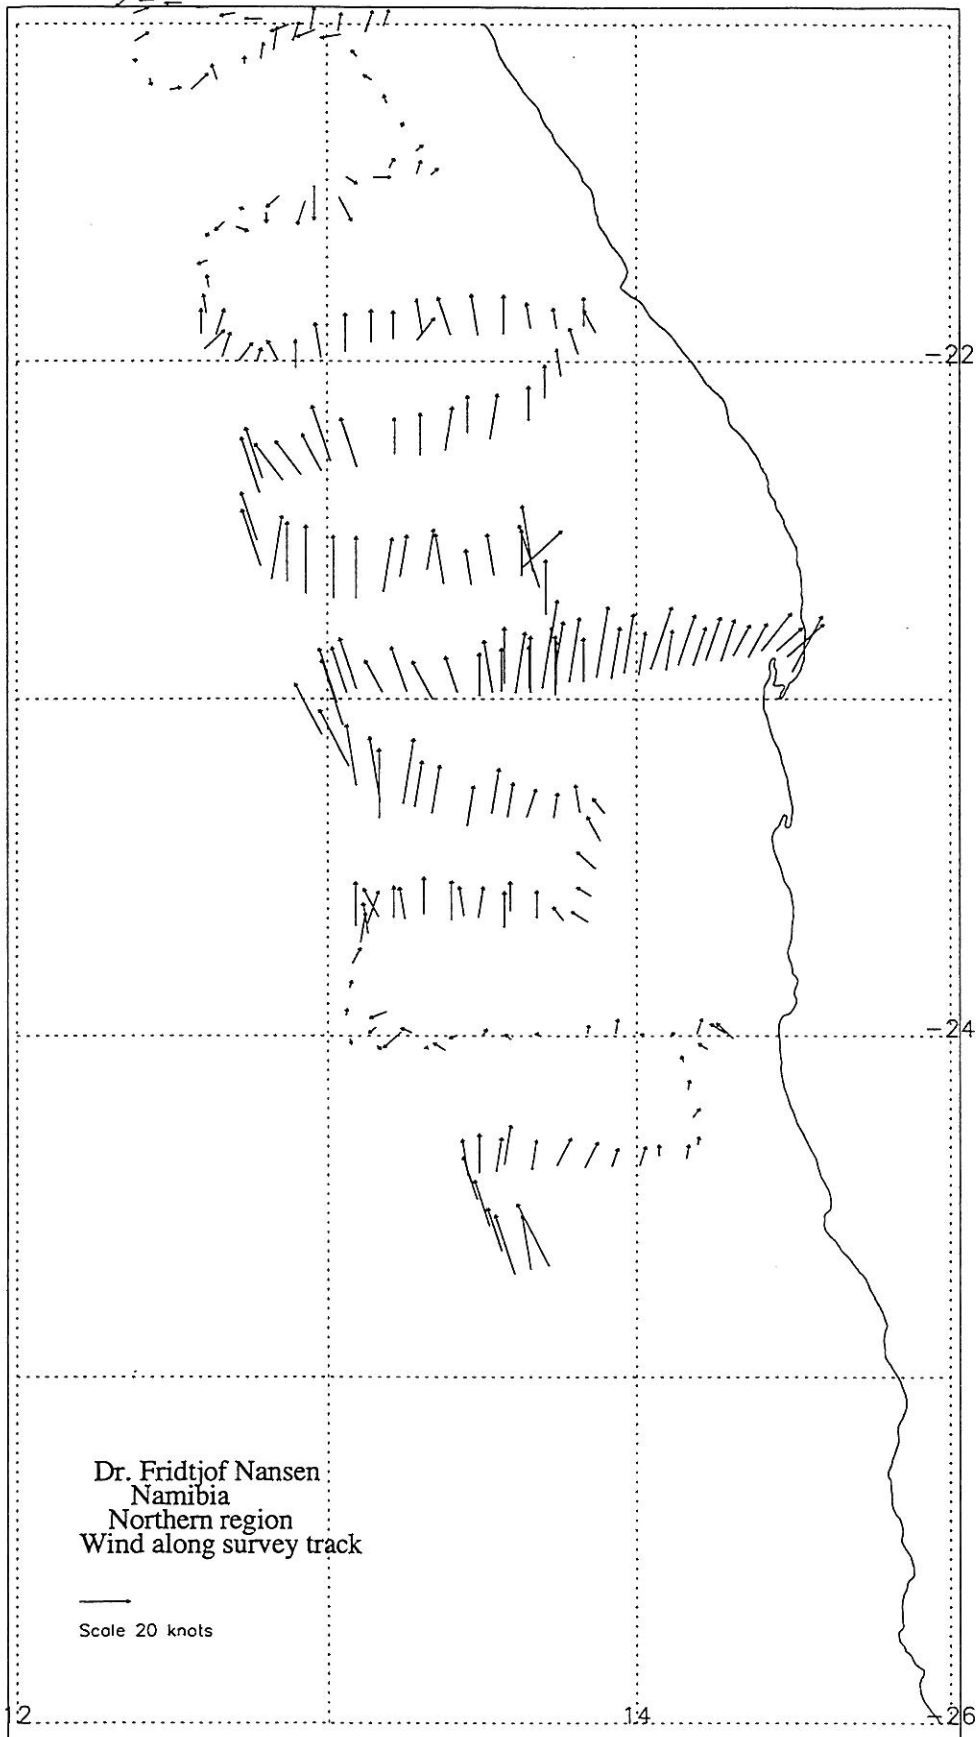 -22
-24
Dr. Fridtjof Nansen
Namibia
Northern region
Wind along survey track
Scale 20 knots
12
14
-26